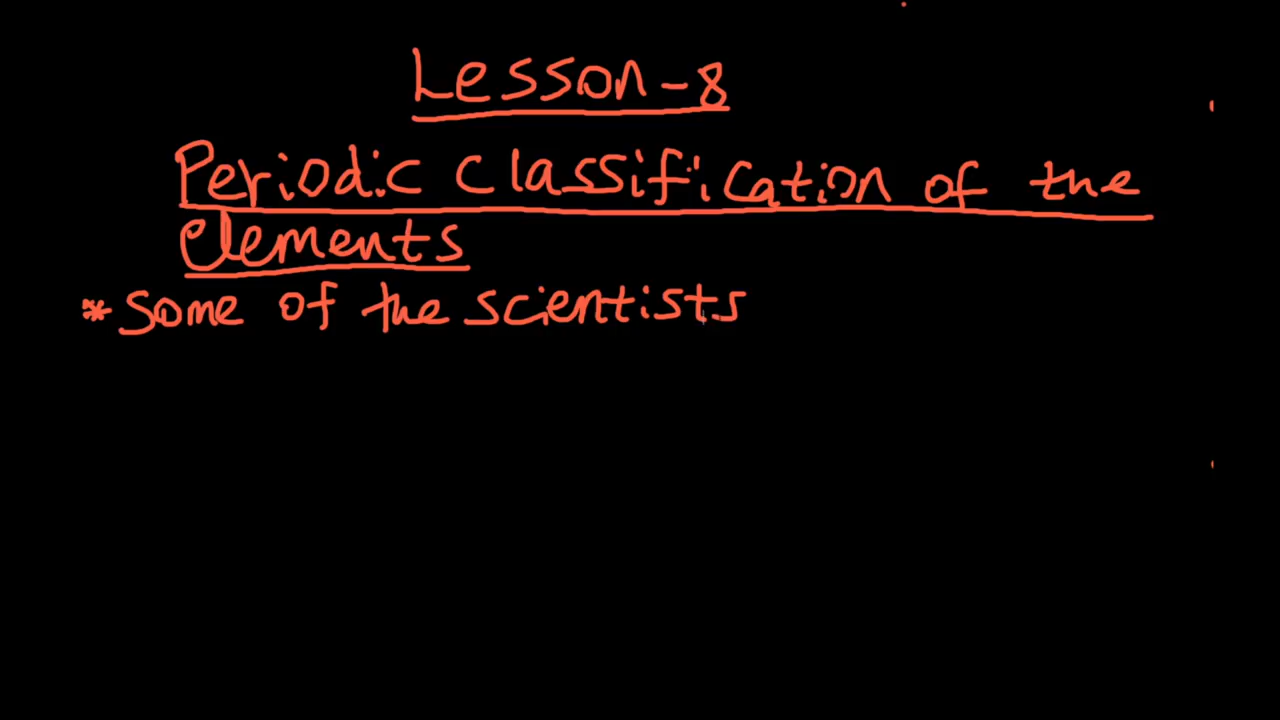 Lesson-8
Periodic Classification of the
elements
* Some of the scientists